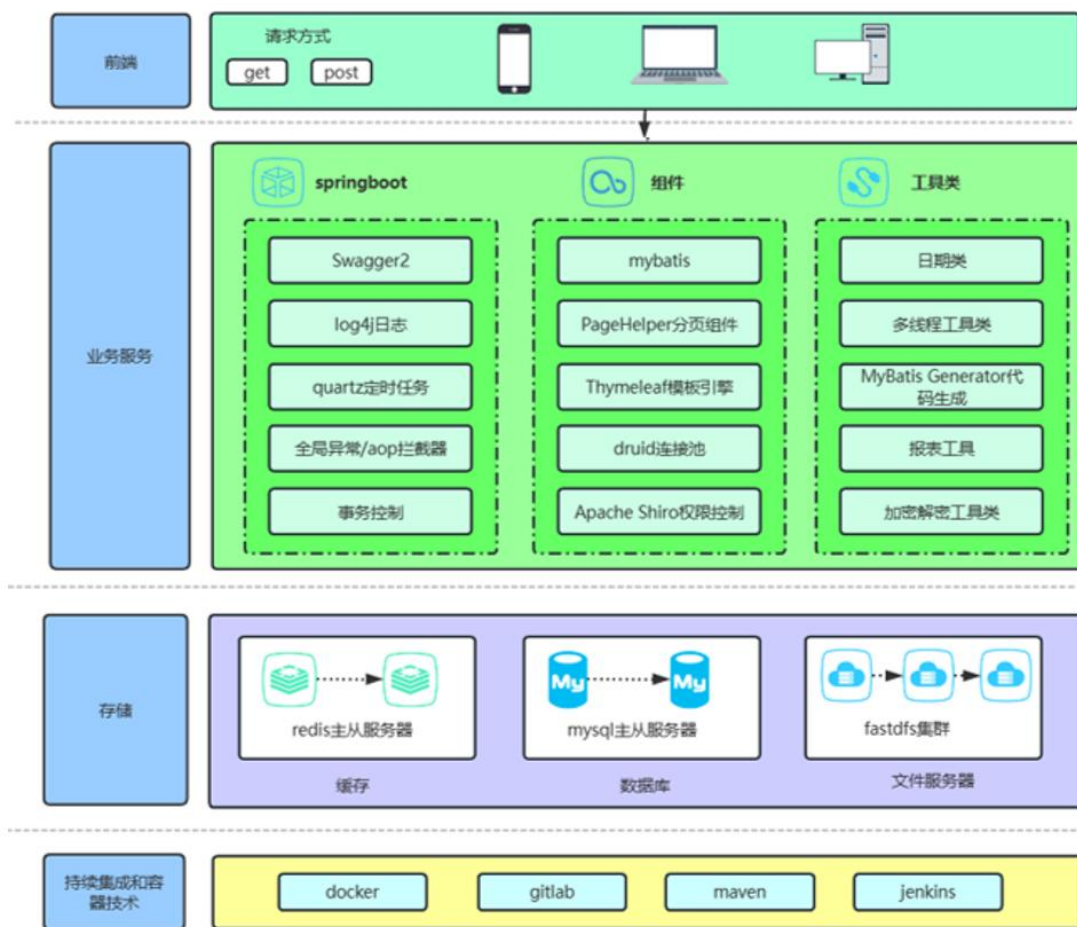 前端
请求方式
get
post
业务服务
springboot
组件
工具类
Swagger2
mybatis
日期类
log4j日志
PageHelper分页组件
多线程工具类
quartz定时任务
Thymeleaf模板引擎
MyBatis Generator代
码生成
全局异常/aop拦截器
druid连接池
报表工具
事务控制
Apache Shiro权限控制
加密解密工具类
存储
My
My
redis主从服务器
mysql主从服务器
fastdfs集群
缓存
数据库
文件服务器
持续集成和容
器技术
docker
gitlab
maven
jenkins